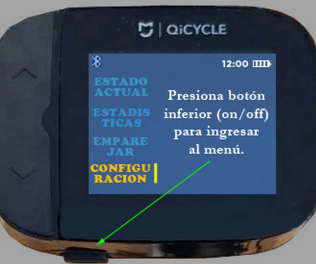 QiCYCLE
12:00
ESTADO
ACTUAL
ESTADIS
TICAS
EMPARE
JAR
CONFIGU
RACION
Presiona botón
inferior (on/off)
para ingresar
al menú.